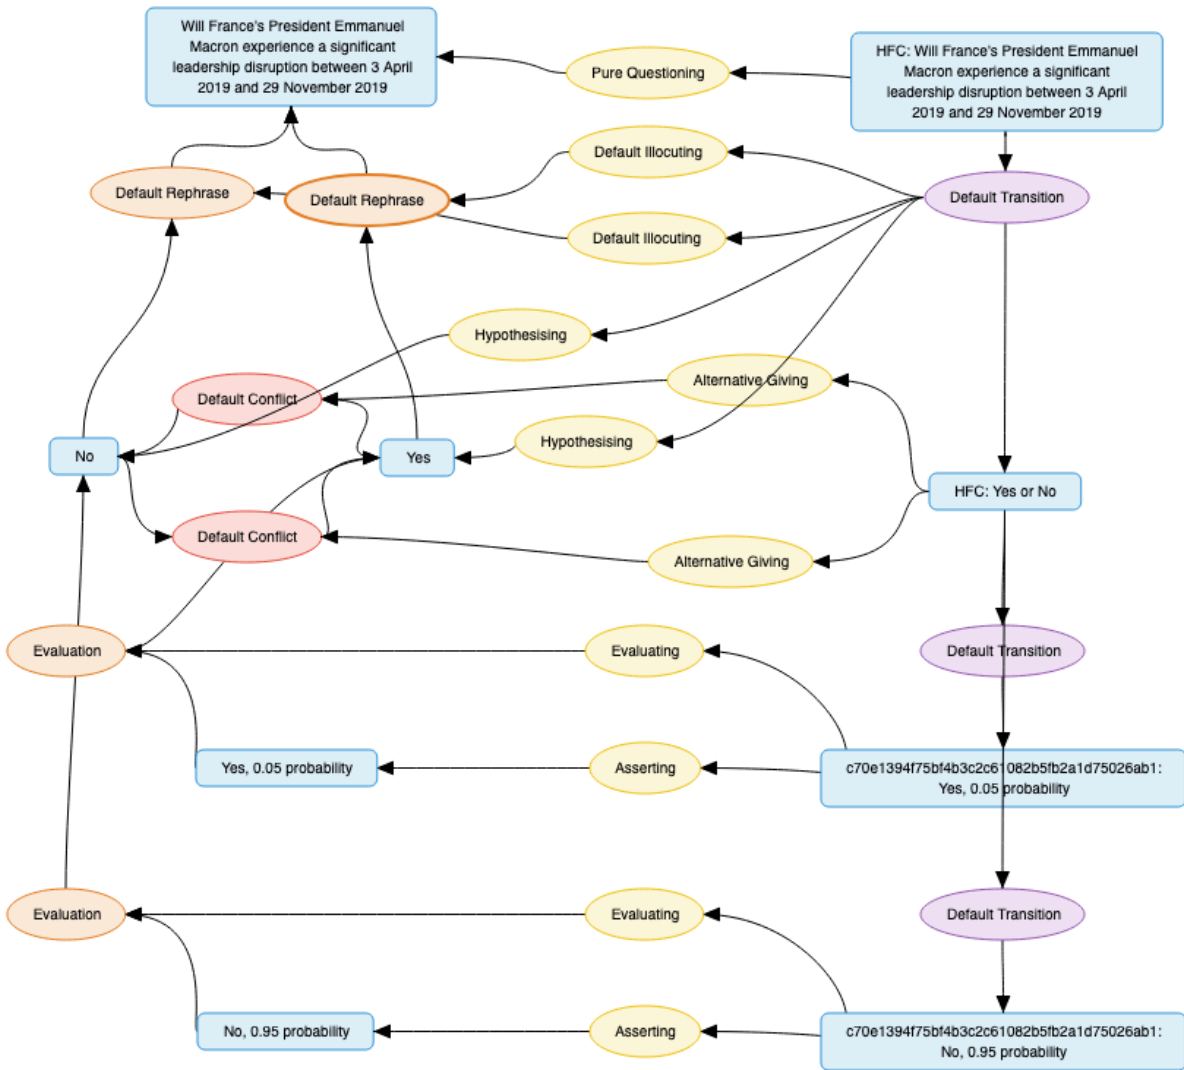 Will France's President Emmanuel
Macron experience a significant
leadership disruption between 3 April
2019 and 29 November 2019
Pure Questioning
HFC: Will France's President Emmanuel
Macron experience a significant
leadership disruption between 3 April
2019 and 29 November 2019
Default Illocuting
Default Rephrase
Default Rephrase
Default Transition
Default Illocuting
Hypothesising
Default Conflict
Alternative Giving
No
Yes
Hypothesising
HFC: Yes or No
Default Conflict
Alternative Giving
Evaluation
Evaluating
Default Transition
Yes, 0.05 probability
Asserting
c70e1394f75bf4b3c2c61082b5fb2a1d75026ab1:
Yes, 0.05 probability
Evaluation
Evaluating
Default Transition
No, 0.95 probability
Asserting
c70e1394f75bf4b3c2c61082b5fb2a1d75026ab1:
No, 0.95 probability